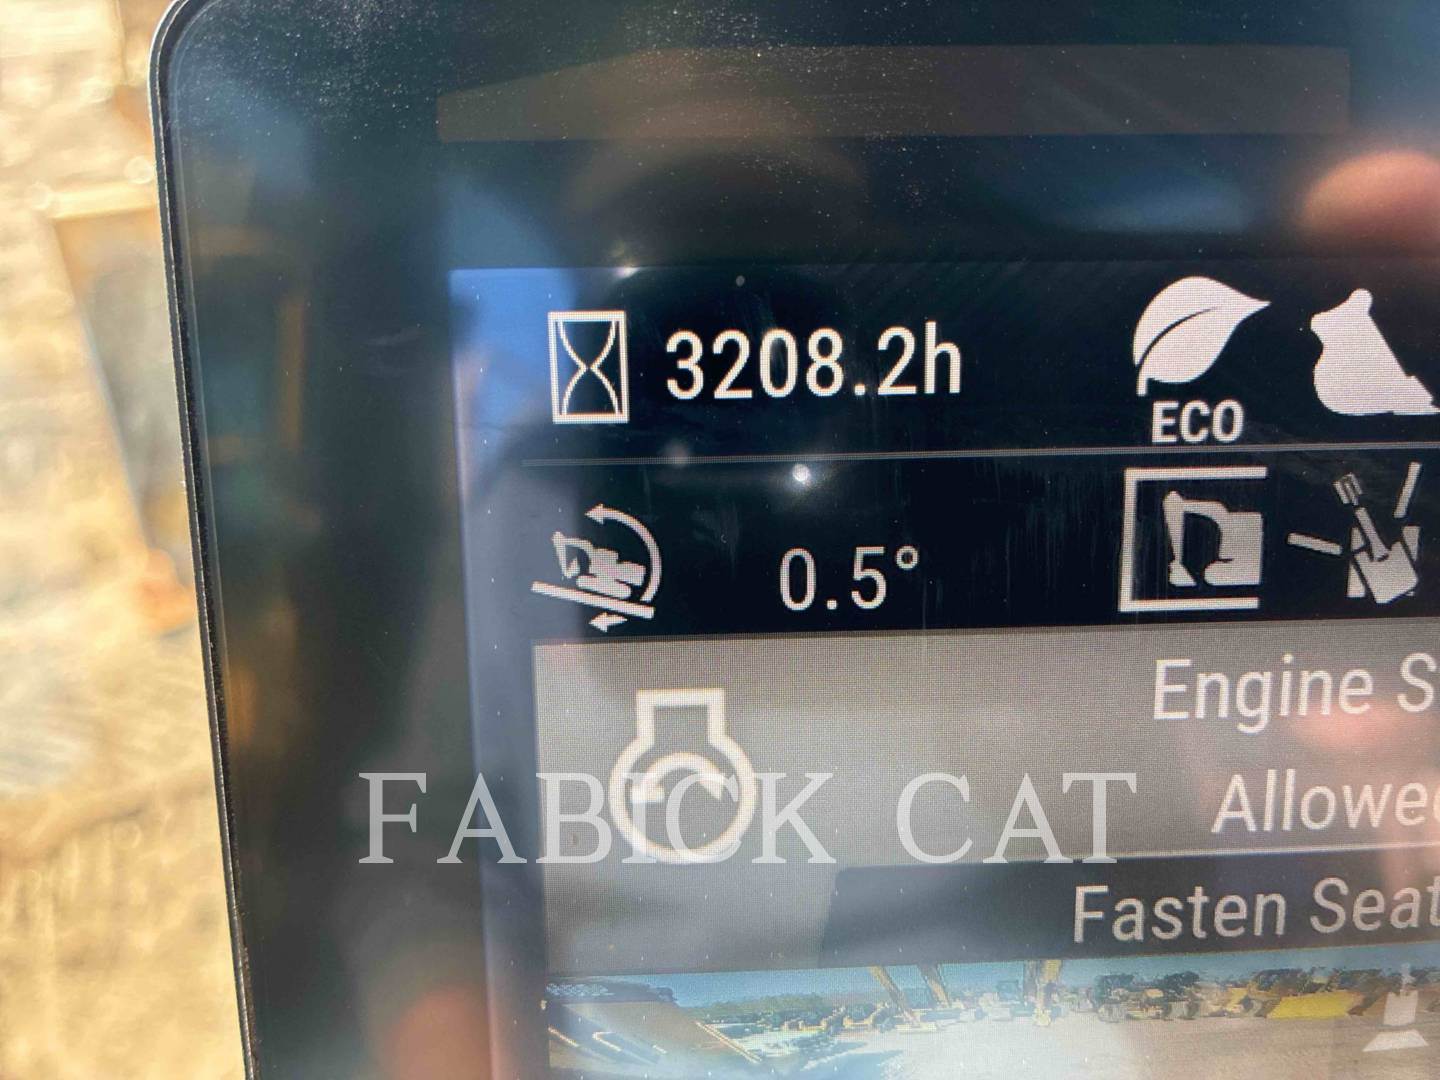 3208.2h
ECO
0.5°
Engine S
Allowe
FABICK CAT
Fasten Seat